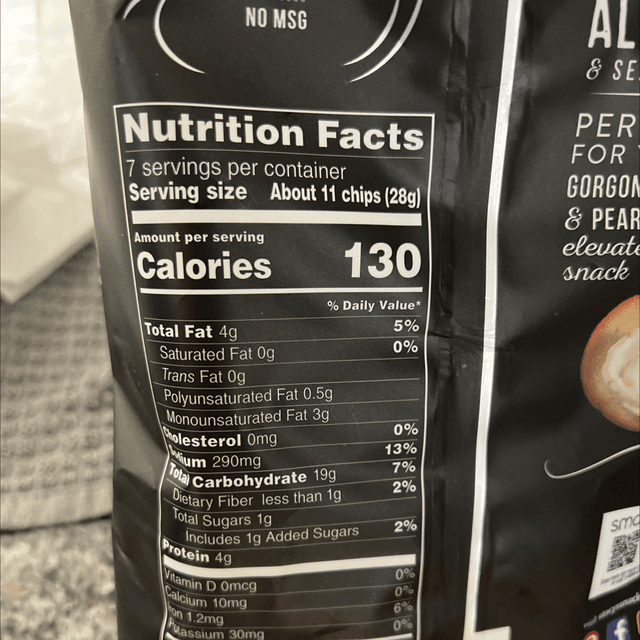 NO MSG
Nutrition Facts
7 servings per container
Serving size About 11 chips (28g)
Amount per serving
Calories 130
% Daily Value*
Total Fat 4g 5%
Saturated Fat 0g 0%
Trans Fat 0g
Polyunsaturated Fat 0.5g
Monounsaturated Fat 3g
Cholesterol 0mg 0%
Sodium 290mg 13%
Total Carbohydrate 19g 7%
Dietary Fiber less than 1g 2%
Total Sugars 1g
Includes 1g Added Sugars 2%
Protein 4g
Vitamin D 0mcg 0%
Calcium 10mg 0%
Iron 1.2mg 6%
Potassium 30mg 0%
AL
& SE
PER
FOR
GORGON
& PEAR
elevate
snack